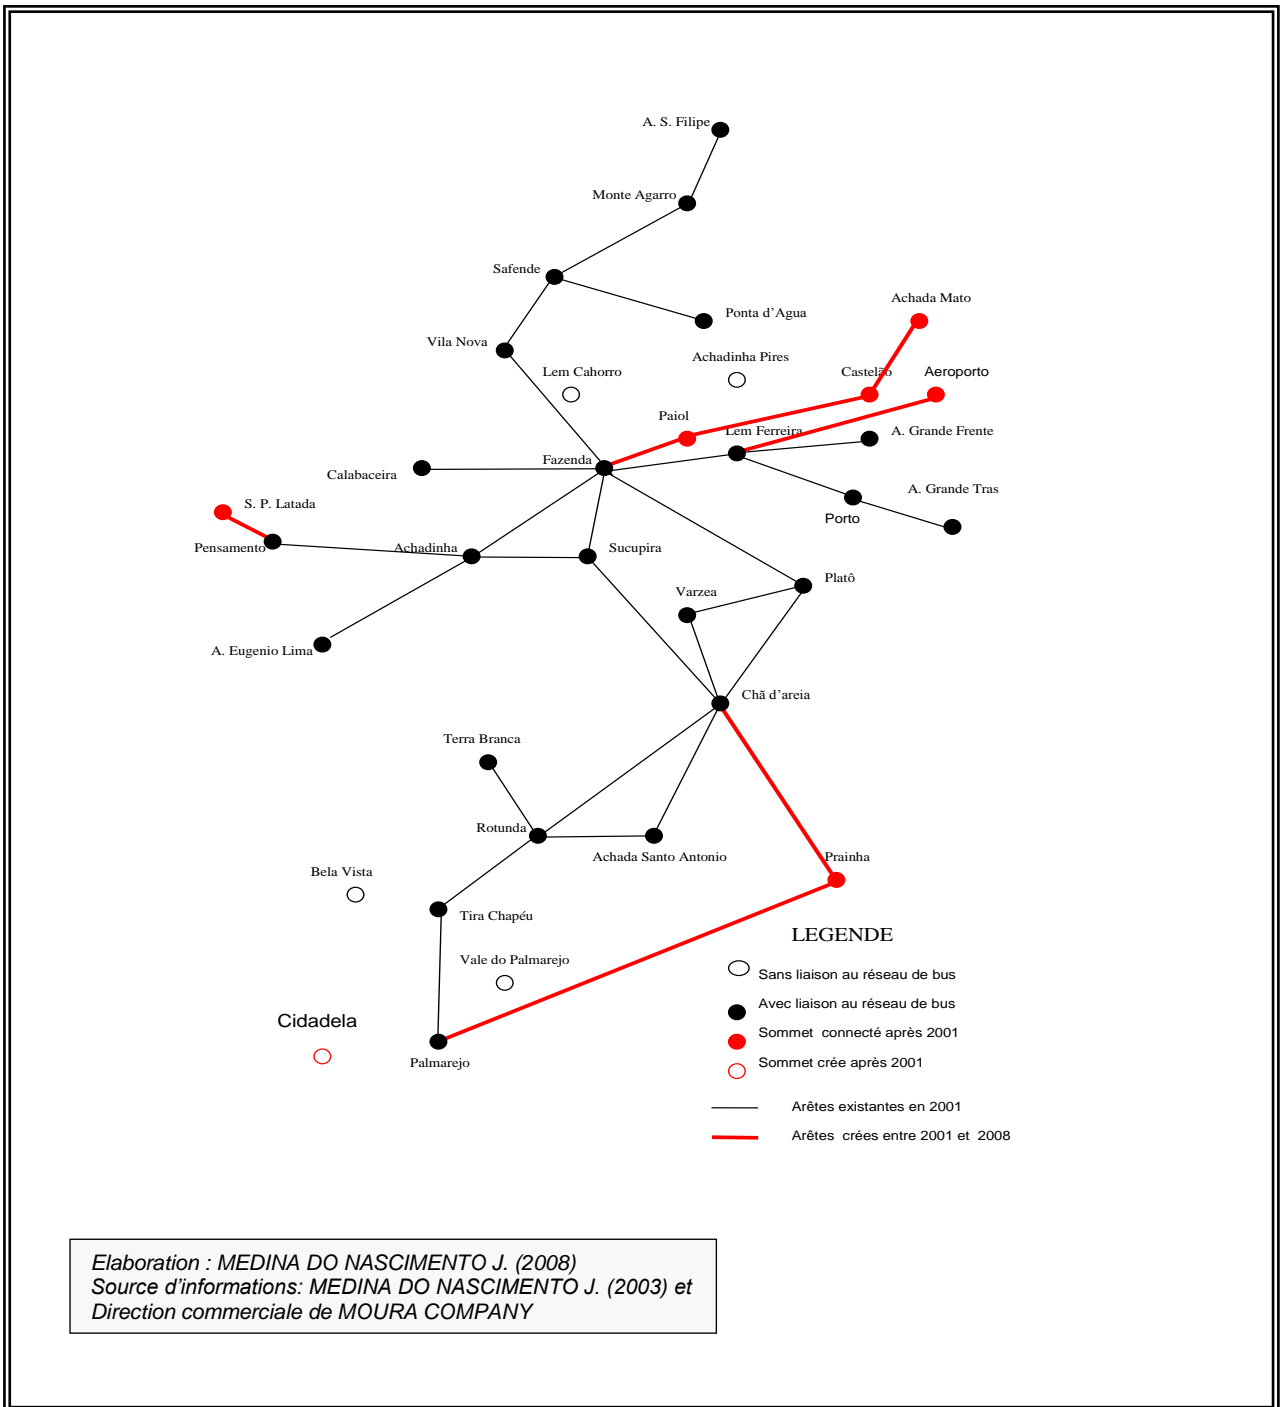 A. S. Filipe
Monte Agarro
Safende
Achada Mato
Ponta d'Agua
Vila Nova
Achadinha Pires
Lem Cahorro
Castelão
Aeroporto
Paiol
Lem Ferreira
A. Grande Frente
Fazenda
Calabaceira
A. Grande Tras
S. P. Latada
Porto
Pensamento
Achadinha
Sucupira
Platô
Varzea
A. Eugenio Lima
Chã d'areia
Terra Branca
Rotunda
Achada Santo Antonio
Prainha
Bela Vista
Tira Chapéu
LEGENDE
Vale do Palmarejo
Sans liaison au réseau de bus
Avec liaison au réseau de bus
Cidadela
Sommet connecté après 2001
Palmarejo
Sommet crée après 2001
Arêtes existantes en 2001
Arêtes crées entre 2001 et 2008
Elaboration : MEDINA DO NASCIMENTO J. (2008)
Source d'informations: MEDINA DO NASCIMENTO J. (2003) et
Direction commerciale de MOURA COMPANY